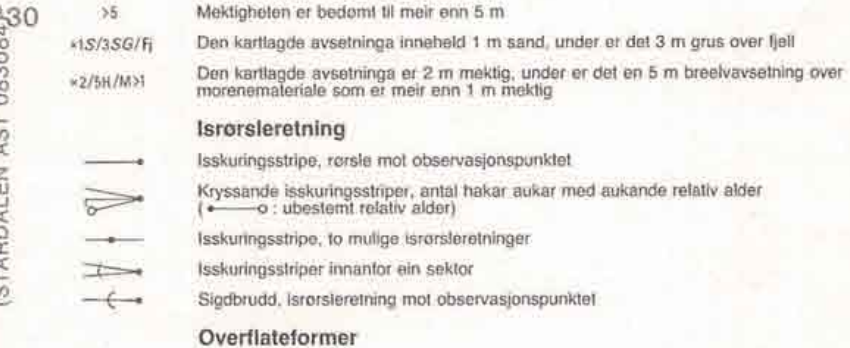 30
>5 Mektigheten er bedømt til meir enn 5 m
×1S/3SG/Fj Den kartlagde avsetninga inneheld 1 m sand, under er det 3 m grus over fjell
×2/5H/M>1 Den kartlagde avsetninga er 2 m mektig, under er det en 5 m breelvavsetning over
morenemateriale som er meir enn 1 m mektig
Isrørsleretning
Isskuringsstripe, rørsle mot observasjonspunktet
Kryssande isskuringsstriper, antal hakar aukar med aukande relativ alder
( : ubestemt relativ alder)
Isskuringsstripe, to mulige isrørsleretninger
Isskuringsstriper innanfor ein sektor
Sigdbrudd, isrørsleretning mot observasjonspunktet
Overflateformer